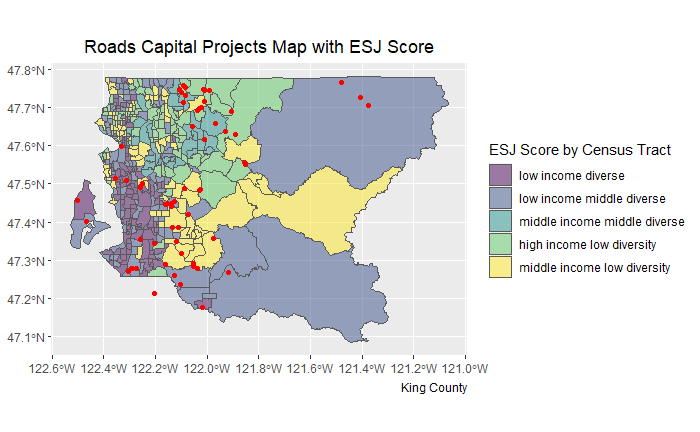 Roads Capital Projects Map with ESJ Score
47.8°N
47.7°N
47.6°N
47.5°N
47.4°N
47.3°N
47.2°N
47.1°N
122.6°W 122.4°W 122.2°W 122.0°W 121.8°W 121.6°W 121.4°W 121.2°W 121.0°W
King County
ESJ Score by Census Tract
low income diverse
low income middle diverse
middle income middle diverse
high income low diversity
middle income low diversity